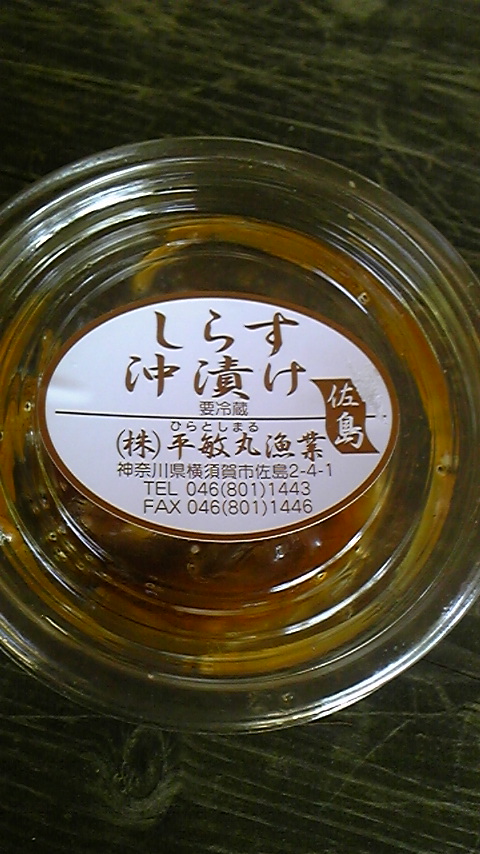 しらす
沖漬け
要冷蔵
佐島
ひらとしまる
(株)平敏丸漁業
神奈川県横須賀市佐島2-4-1
TEL 046(801)1443
FAX 046(801)1446